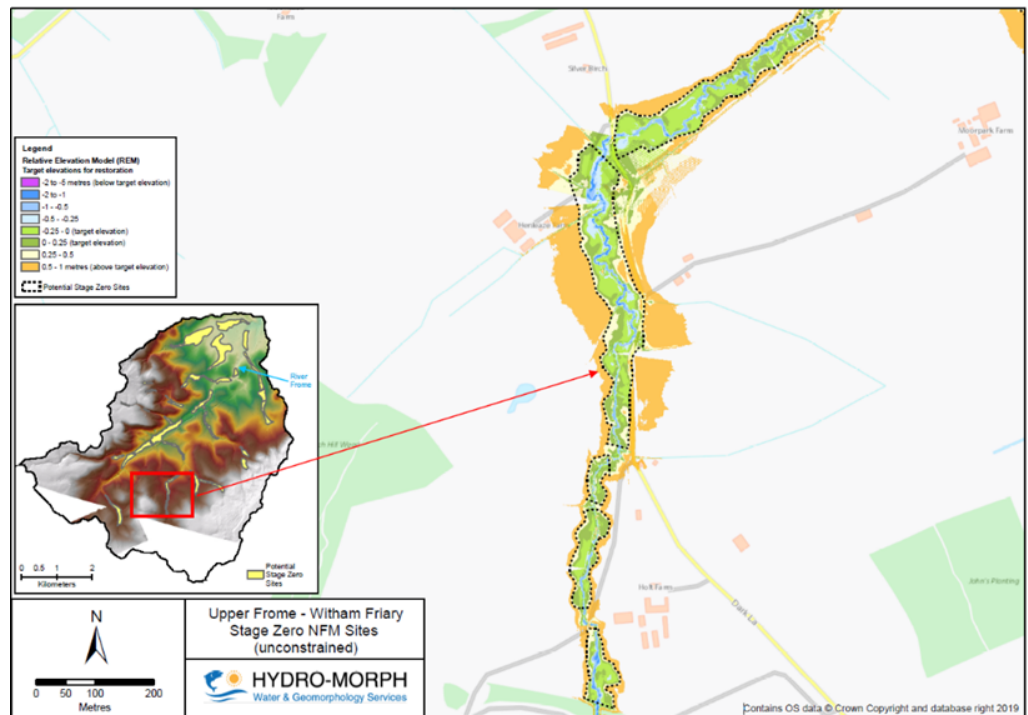 Farm
Silver Birch
Moorpark Farm
Legend
Relative Elevation Model (REM)
Target elevations for restoration
-2 to -5 metres (below target elevation)
-2 to -1
-1 - -0.5
-0.5 - -0.25
-0.25 - 0 (target elevation)
0 - 0.25 (target elevation)
0.25 - 0.5
0.5 - 1 metres (above target elevation)
Potential Stage Zero Sites
River
Frome
Potential
Stage Zero
Sites
0 0.5 1 2
Kilometers
Hill Wood
Holt Farm
John's Planting
Dark La
N
0 50 100 200
Metres
Upper Frome - Witham Friary
Stage Zero NFM Sites
(unconstrained)
HYDRO-MORPH
Water & Geomorphology Services
Contains OS data © Crown Copyright and database right 2019